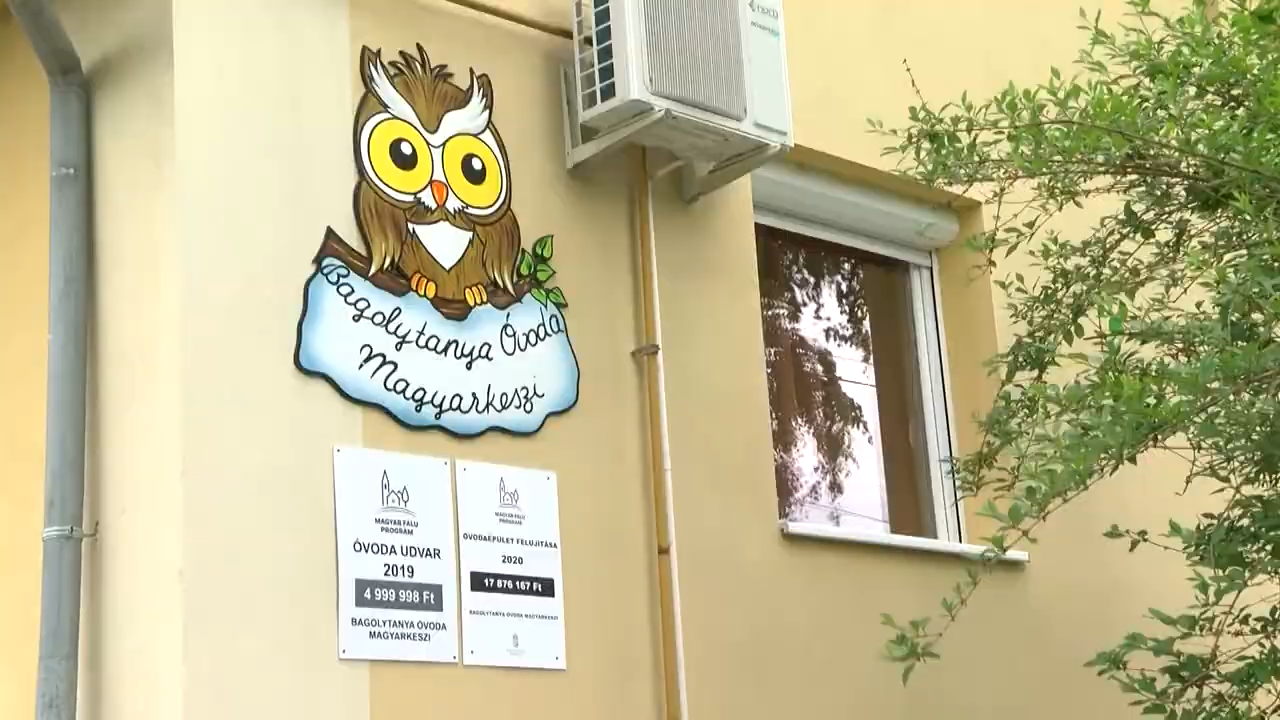 Bagolytanya Óvoda
Magyarkeszi
MAGYAR FALU
PROGRAM
ÓVODA UDVAR
2019
4 999 998 Ft
BAGOLYTANYA ÓVODA
MAGYARKESZI
MAGYAR FALU
PROGRAM
ÓVODAÉPÜLET FELÚJÍTÁSA
2020
17 876 167 Ft
BAGOLYTANYA ÓVODA MAGYARKESZI